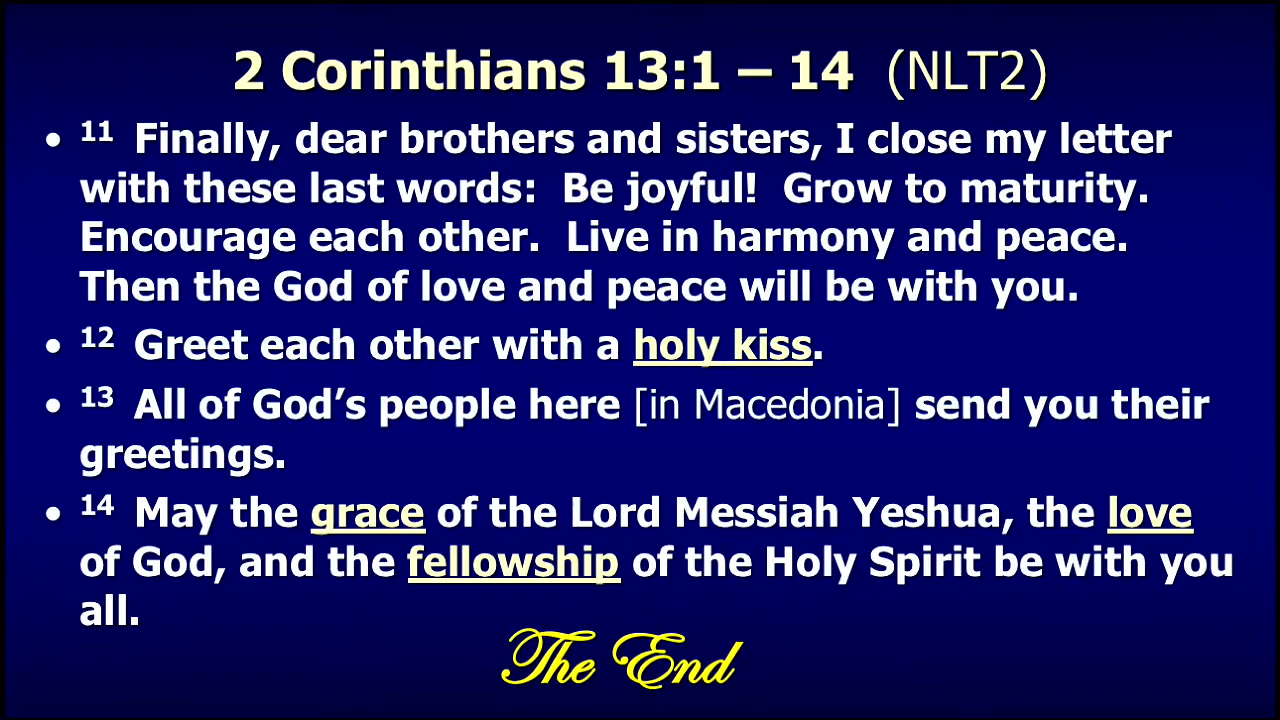 2 Corinthians 13:1 – 14 (NLT2)
• 11 Finally, dear brothers and sisters, I close my letter
with these last words: Be joyful! Grow to maturity.
Encourage each other. Live in harmony and peace.
Then the God of love and peace will be with you.
• 12 Greet each other with a holy kiss.
• 13 All of God’s people here [in Macedonia] send you their
greetings.
• 14 May the grace of the Lord Messiah Yeshua, the love
of God, and the fellowship of the Holy Spirit be with you
all.
The End